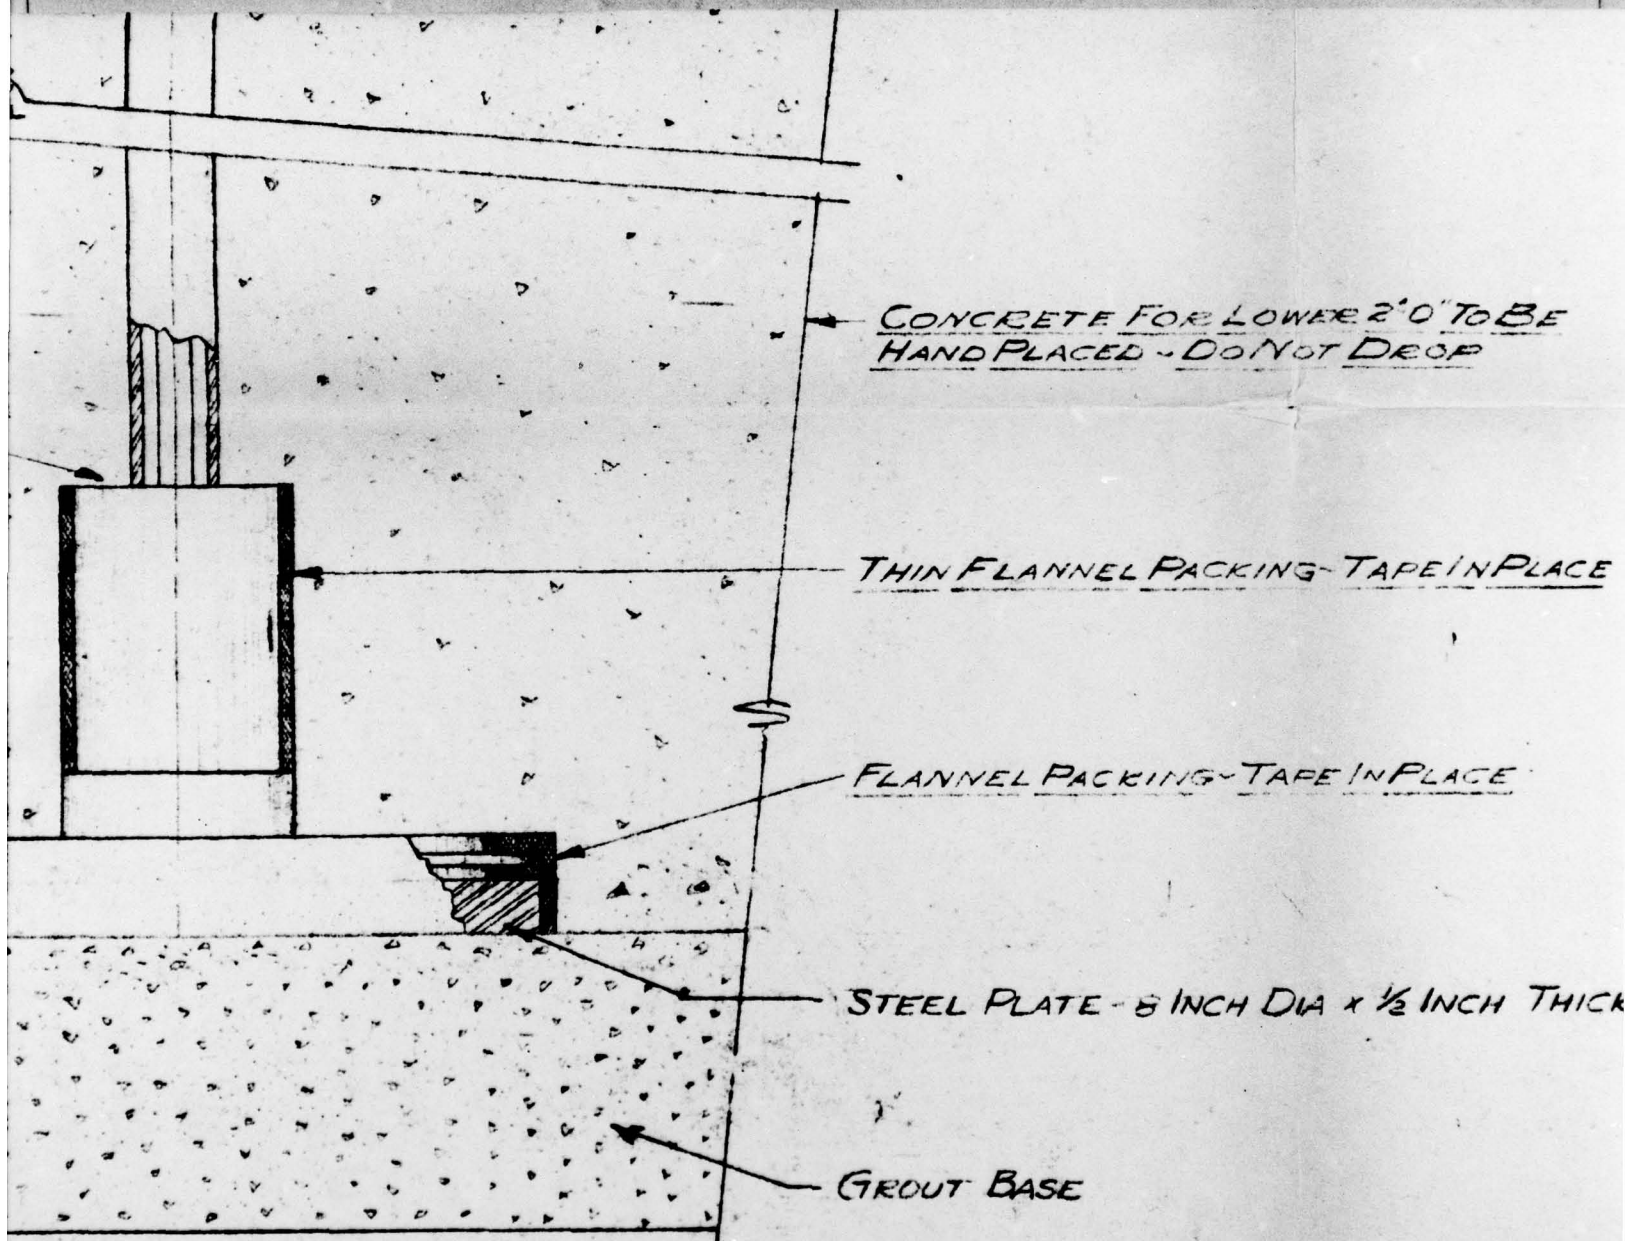 CONCRETE FOR LOWER 2'0" TO BE
HAND PLACED - DO NOT DROP
THIN FLANNEL PACKING - TAPE IN PLACE
FLANNEL PACKING - TAPE IN PLACE
STEEL PLATE - 8 INCH DIA x ½ INCH THICK
GROUT BASE